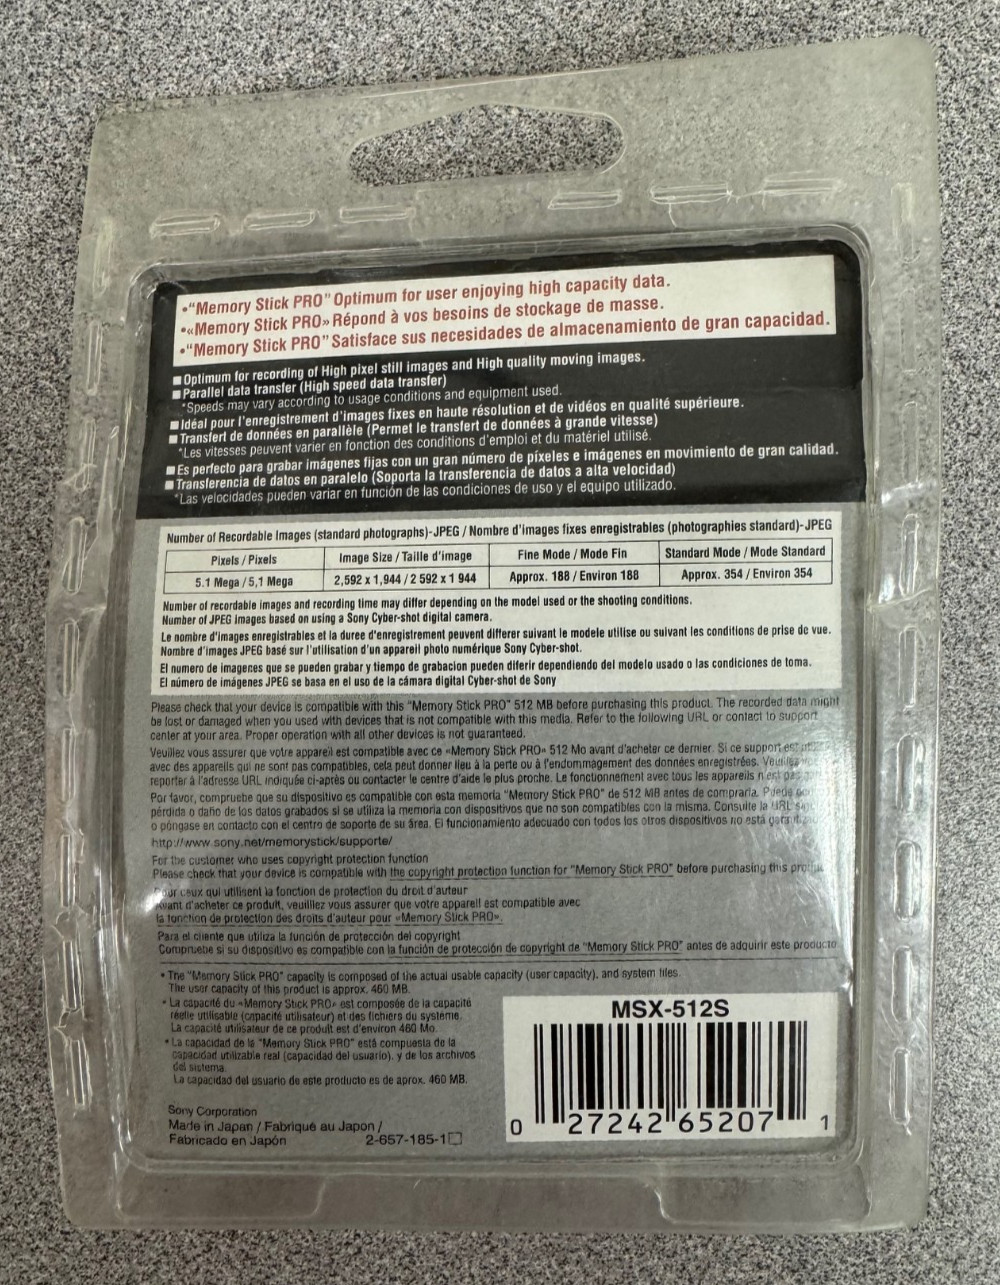 •“Memory Stick PRO” Optimum for user enjoying high capacity data.
•«Memory Stick PRO» Répond à vos besoins de stockage de masse.
•“Memory Stick PRO” Satisface sus necesidades de almacenamiento de gran capacidad.
■Optimum for recording of High pixel still images and High quality moving images.
■Parallel data transfer (High speed data transfer)
*Speeds may vary according to usage conditions and equipment used.
■Idéal pour l'enregistrement d'images fixes en haute résolution et de vidéos en qualité supérieure.
■Transfert de données en parallèle (Permet le transfert de données à grande vitesse)
*Les vitesses peuvent varier en fonction des conditions d'emploi et du matériel utilisé.
■Es perfecto para grabar imágenes fijas con un gran número de píxeles e imágenes en movimiento de gran calidad.
■Transferencia de datos en paralelo (Soporta la transferencia de datos a alta velocidad)
*Las velocidades pueden variar en función de las condiciones de uso y el equipo utilizado.
Number of Recordable Images (standard photographs)-JPEG / Nombre d'images fixes enregistrables (photographies standard)-JPEG
Pixels / Pixels Image Size / Taille d'image Fine Mode / Mode Fin Standard Mode / Mode Standard
5.1 Mega / 5,1 Mega 2,592 x 1,944 / 2 592 x 1 944 Approx. 188 / Environ 188 Approx. 354 / Environ 354
Number of recordable images and recording time may differ depending on the model used or the shooting conditions.
Number of JPEG images based on using a Sony Cyber-shot digital camera.
Le nombre d'images enregistrables et la duree d'enregistrement peuvent differer suivant le modele utilise ou suivant les conditions de prise de vue.
Nombre d'images JPEG basé sur l'utilisation d'un appareil photo numérique Sony Cyber-shot.
El numero de imagenes que se pueden grabar y tiempo de grabacion pueden diferir dependiendo del modelo usado o las condiciones de toma.
El número de imágenes JPEG se basa en el uso de la cámara digital Cyber-shot de Sony
Please check that your device is compatible with this "Memory Stick PRO" 512 MB before purchasing this product. The recorded data might
be lost or damaged when you used with devices that is not compatible with this media. Refer to the following URL or contact to support
center at your area. Proper operation with all other devices is not guaranteed.
Veuillez vous assurer que votre appareil est compatible avec ce «Memory Stick PRO» 512 Mo avant d'acheter ce dernier. Si ce support est
avec des appareils qui ne sont pas compatibles, cela peut donner lieu à la perte ou à l'endommagement des données enregistrées. Veuillez
reporter à l'adresse URL indiquée ci-après ou contacter le centre d'aide le plus proche. Le fonctionnement avec tous les appareils n'est pas
Por favor, compruebe que su dispositivo es compatible con esta memoria "Memory Stick PRO" de 512 MB antes de comprarla. Puede
pérdida o daño de los datos grabados si se utiliza la memoria con dispositivos que no son compatibles con la misma. Consulte la URL
o póngase en contacto con el centro de soporte de su área. El funcionamiento adecuado con todos los otros dispositivos no está
http://www.sony.net/memorystick/supporte/
For the customer who uses copyright protection function
Please check that your device is compatible with the copyright protection function for "Memory Stick PRO" before purchasing this
Pour ceux qui utilisent la fonction de protection du droit d'auteur
Avant d'acheter ce produit, veuillez vous assurer que votre appareil est compatible avec
la fonction de protection des droits d'auteur pour «Memory Stick PRO».
Para el cliente que utiliza la función de protección del copyright
Compruebe si su dispositivo es compatible con la función de protección de copyright de "Memory Stick PRO" antes de adquirir este producto
• The "Memory Stick PRO" capacity is composed of the actual usable capacity (user capacity). and system files
The user capacity of this product is approx. 460 MB.
• La capacité du «Memory Stick PRO» est composée de la capacité
réelle utilisable (capacité utilisateur) et des fichiers du système.
La capacité utilisateur de ce produit est d'environ 460 Mo.
• La capacidad de la "Memory Stick PRO" está compuesta de la
capacidad utilizable real (capacidad del usuario). y de los archivos
del sistema.
La capacidad del usuario de este producto es de aprox. 460 MB.
Sony Corporation
Made in Japan / Fabriqué au Japon /
Fabricado en Japón 2-657-185-1□
MSX-512S
0 27242 65207 1